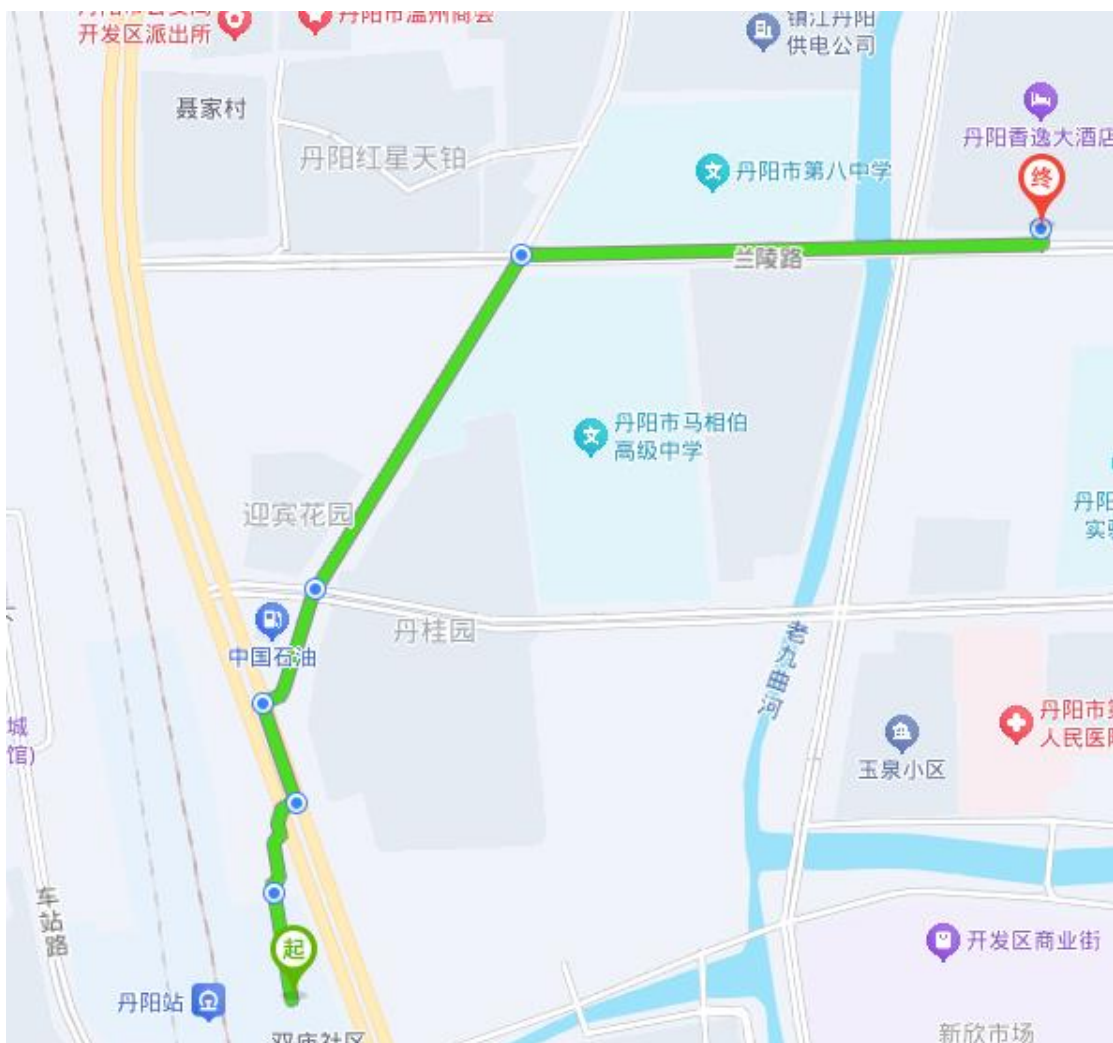 开发区派出所
丹阳市温州商会
镇江丹阳
供电公司
聂家村
丹阳红星天铂
文
丹阳市第八中学
丹阳香逸大酒店
终
兰陵路
文
丹阳市马相伯
高级中学
迎宾花园
丹阳
实验
中国石油
丹桂园
老九曲河
丹阳市第
人民医院
玉泉小区
城
馆)
车站路
起
开发区商业街
丹阳站
双庙社区
新欣市场